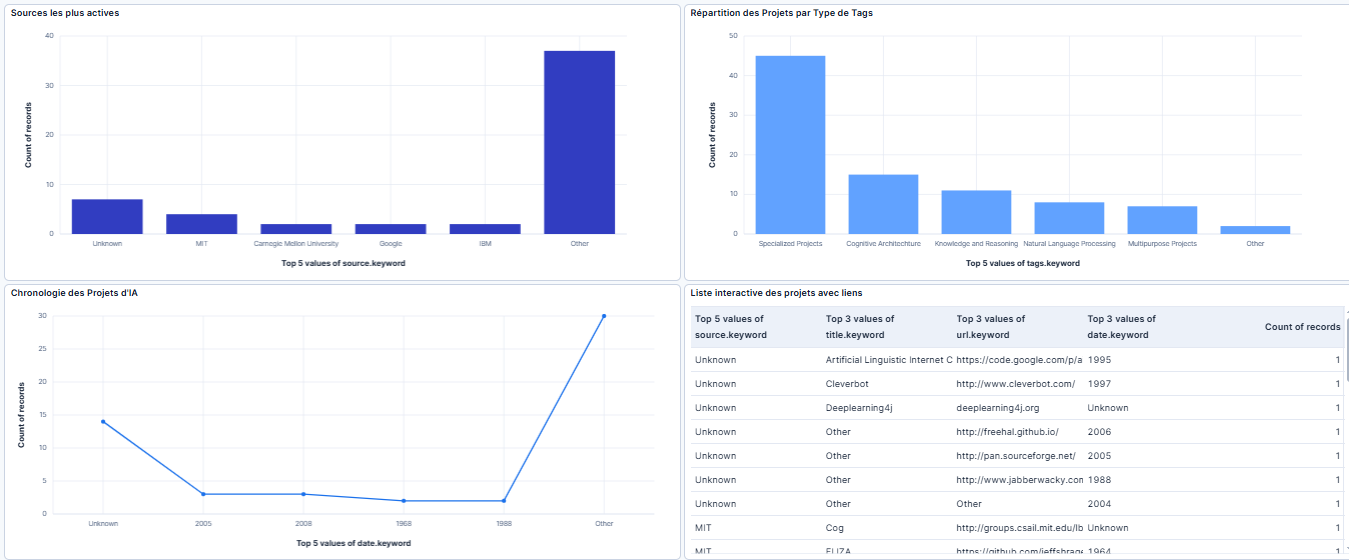 Sources les plus actives
40
30
20
10
0
Count of records
Unknown
MIT
Carnegie Mellon University
Google
IBM
Other
Top 5 values of source.keyword
Répartition des Projets par Type de Tags
50
40
30
20
10
0
Count of records
Specialized Projects
Cognitive Architechture
Knowledge and Reasoning
Natural Language Processing
Multipurpose Projects
Other
Top 5 values of tags.keyword
Chronologie des Projets d'IA
30
25
20
15
10
5
0
Count of records
Unknown
2005
2008
1968
1988
Other
Top 5 values of date.keyword
Liste interactive des projets avec liens
Top 5 values of source.keyword Top 3 values of title.keyword Top 3 values of url.keyword Top 3 values of date.keyword Count of records
Unknown Artificial Linguistic Internet C https://code.google.com/p/a 1995 1
Unknown Cleverbot http://www.cleverbot.com/ 1997 1
Unknown Deeplearning4j deeplearning4j.org Unknown 1
Unknown Other http://freehal.github.io/ 2006 1
Unknown Other http://pan.sourceforge.net/ 2005 1
Unknown Other http://www.jabberwacky.con 1988 1
Unknown Other Other 2004 1
MIT Cog http://groups.csail.mit.edu/lb Unknown 1
MIT ELIZA https://github.com/jeffshrage 1964 1